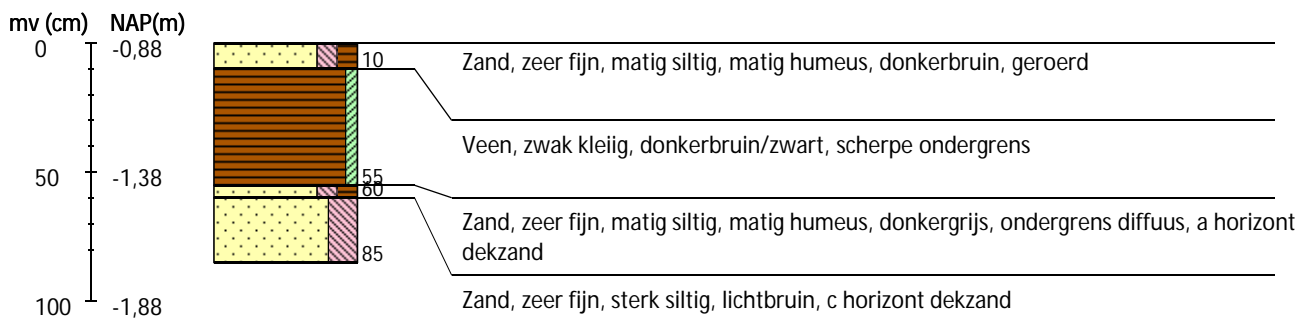 mv (cm) NAP(m)
0 -0,88
10
Zand, zeer fijn, matig siltig, matig humeus, donkerbruin, geroerd
Veen, zwak kleiig, donkerbruin/zwart, scherpe ondergrens
50 -1,38
55
60
Zand, zeer fijn, matig siltig, matig humeus, donkergrijs, ondergrens diffuus, a horizont
dekzand
85
Zand, zeer fijn, sterk siltig, lichtbruin, c horizont dekzand
100 -1,88